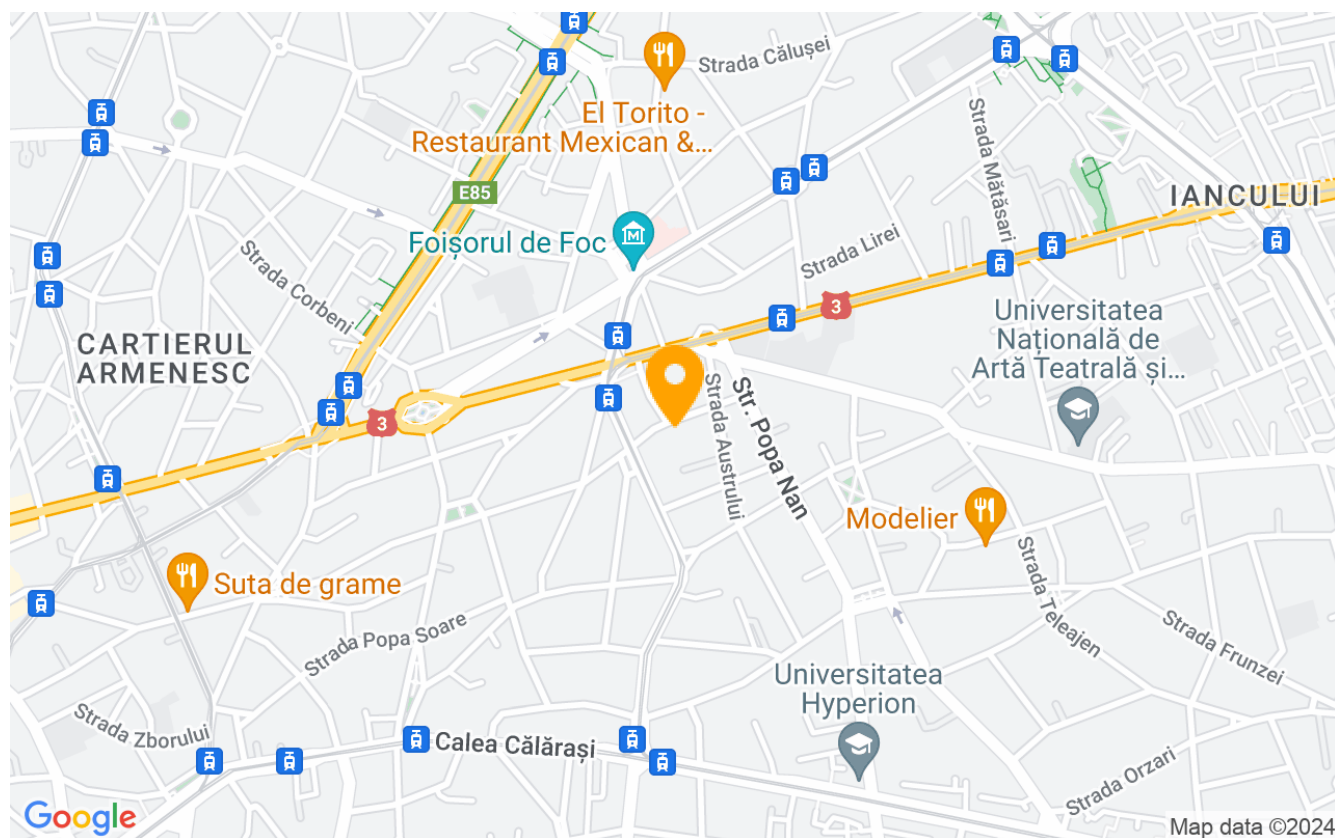 Strada Călușei
El Torito -
Restaurant Mexican &...
E85
Strada Mătăsari
IANCULUI
Foișorul de Foc
Strada Lirei
Strada Corbeni
3
Universitatea
Națională de
Artă Teatrală și...
CARTIERUL
ARMENESC
3
Strada Austrului
Str. Popa Nan
Modelier
Suta de grame
Strada Popa Soare
Strada Teleajen
Strada Frunzei
Universitatea
Hyperion
Strada Zborului
Calea Călărași
Strada Orzari
Google
Map data ©2024